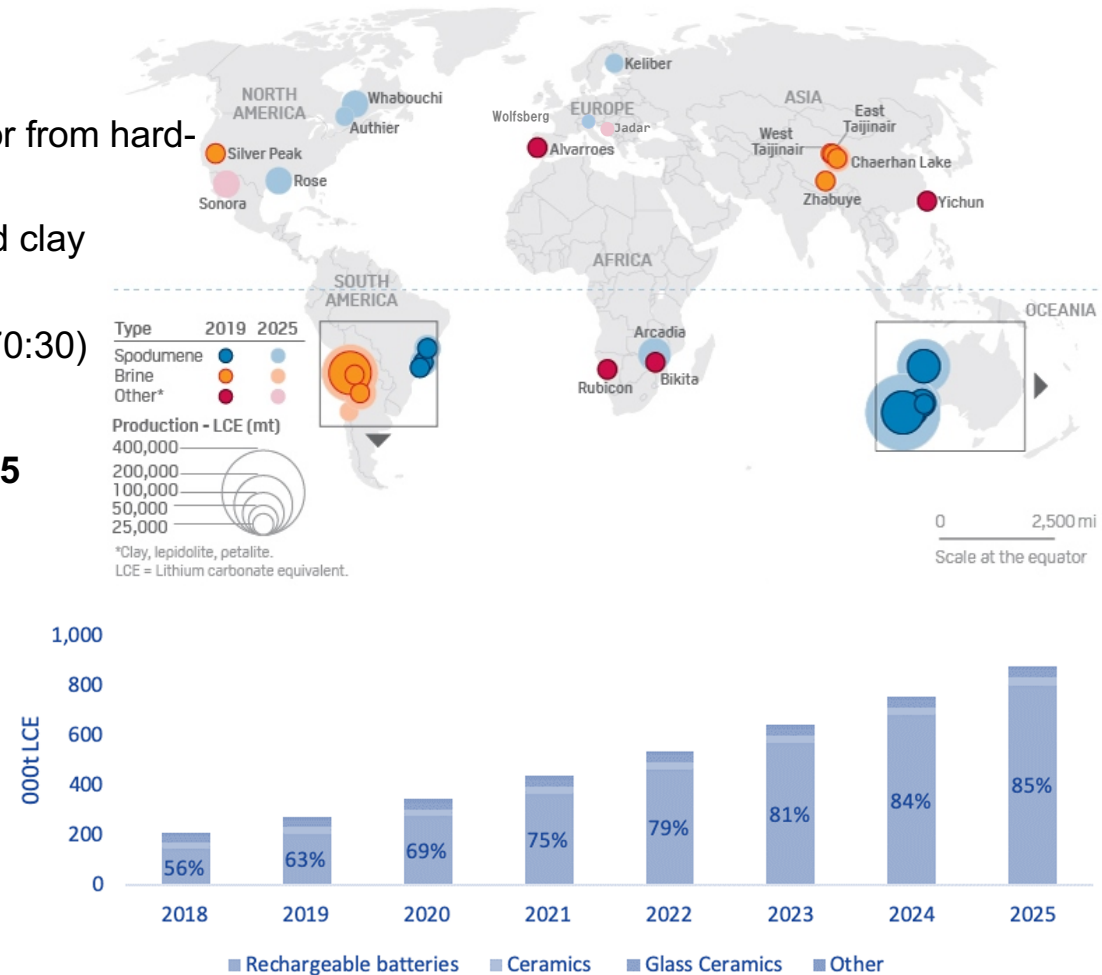 or from hard-
d clay
70:30)
5
NORTH
AMERICA
Whabouchi
Authier
Silver Peak
Rose
Sonora
Keliber
Wolfsberg
EUROPE
Jadar
Alvarroes
ASIA
East
Taijinair
West
Taijinair
Chaerhan Lake
Zhabuye
Yichun
AFRICA
SOUTH
AMERICA
OCEANIA
Arcadia
Bikita
Rubicon
Type 2019 2025
Spodumene
Brine
Other*
Production - LCE (mt)
400,000
200,000
100,000
50,000
25,000
*Clay, lepidolite, petalite.
LCE = Lithium carbonate equivalent.
0 2,500 mi
Scale at the equator
000t LCE
1,000
800
600
400
200
0
56%
63%
69%
75%
79%
81%
84%
85%
2018 2019 2020 2021 2022 2023 2024 2025
Rechargeable batteries Ceramics Glass Ceramics Other